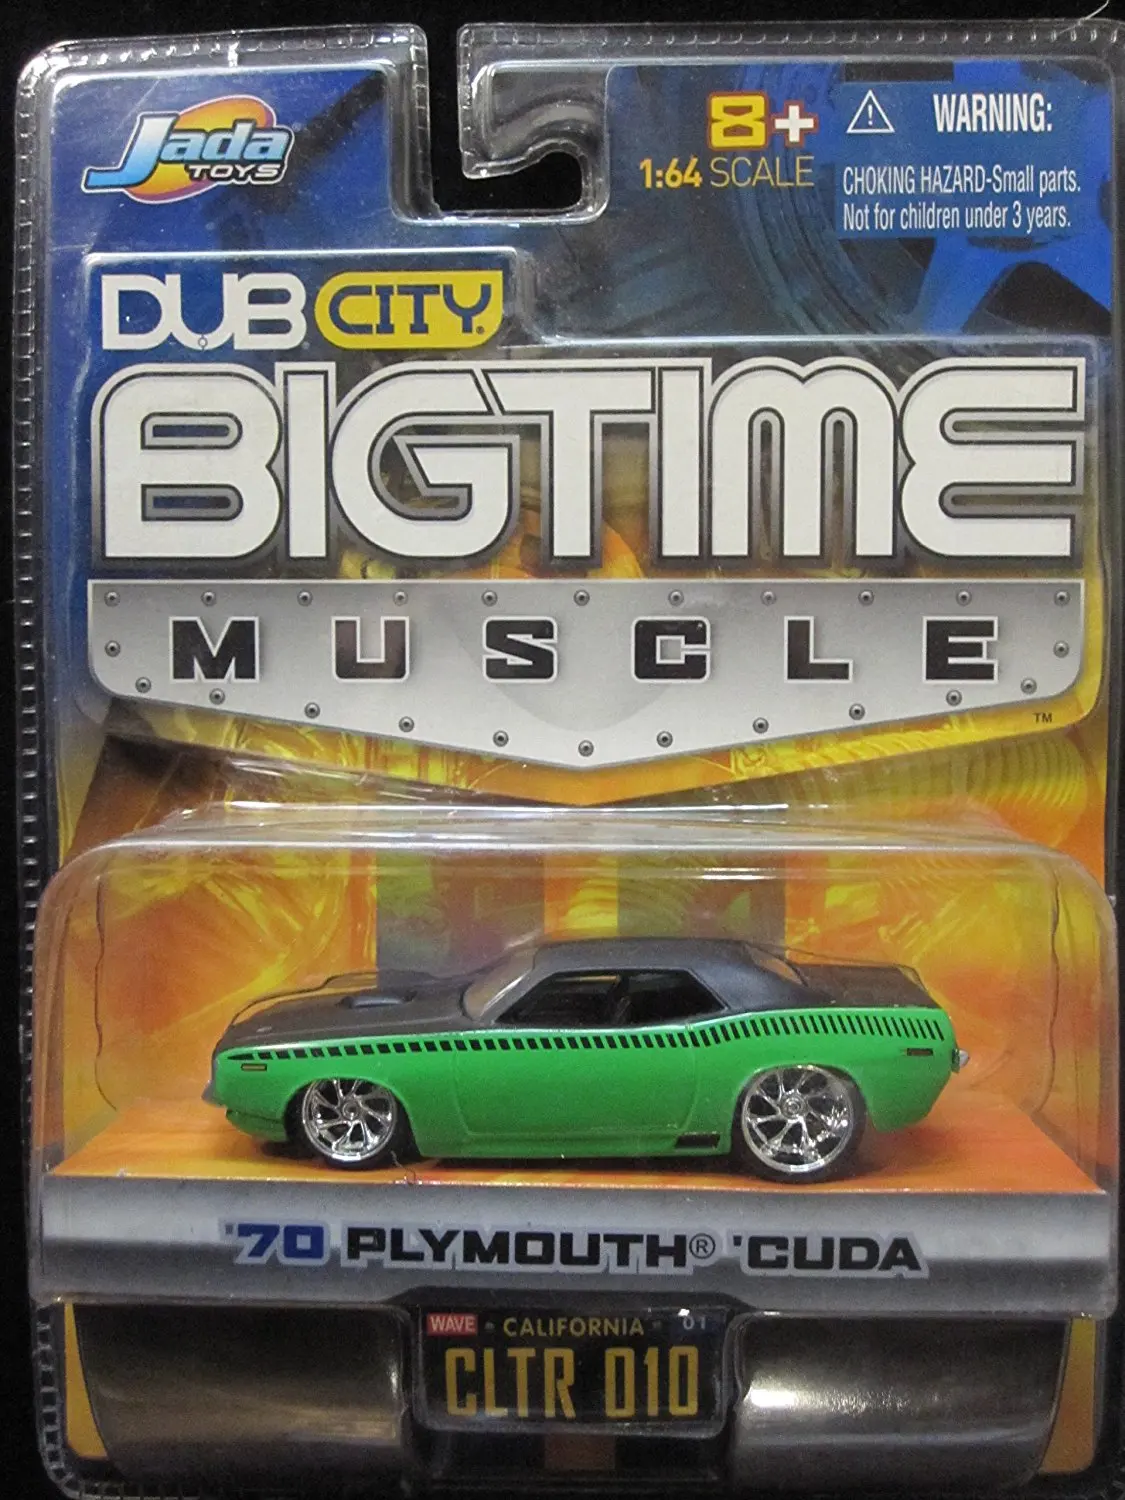 Jada
TOYS
8+
1:64 SCALE
WARNING:
CHOKING HAZARD-Small parts.
Not for children under 3 years.
DUB CITY®
BIGTIME
MUSCLE
TM
'70 PLYMOUTH® 'CUDA
WAVE • CALIFORNIA • 01
CLTR 010